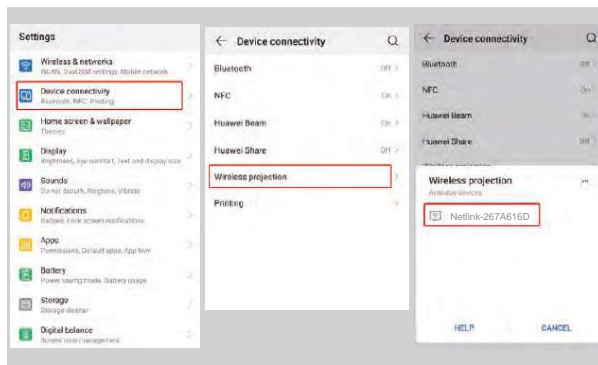 Settings
Wireless & networks
WLAN, Dual SIM settings, Mobile network
Device connectivity
Bluetooth, NFC, Printing
Home screen & wallpaper
Themes
Display
Brightness, Eye comfort, Text and display size
Sounds
Do not disturb, Ringtone, Vibrate
Notifications
Badges, Lock screen notifications
Apps
Permissions, Default apps, App twin
Battery
Power saving mode, Battery usage
Storage
Storage cleaner
Digital balance
Screen time management
Device connectivity
Bluetooth Off
NFC On
Huawei Beam On
Huawei Share Off
Wireless projection
Printing
Device connectivity
Bluetooth Off
NFC On
Huawei Beam On
Huawei Share Off
Wireless projection
Wireless projection
Available devices
Netlink-267A616D
HELP CANCEL